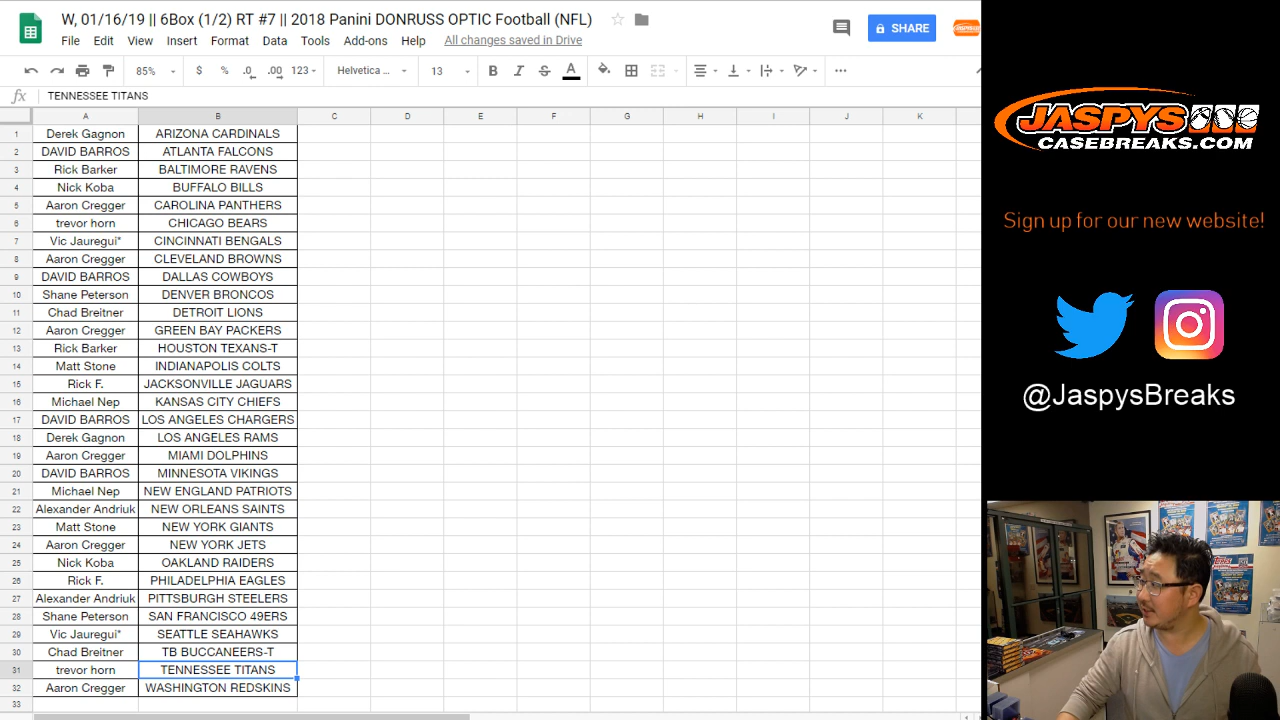 W, 01/16/19 || 6Box (1/2) RT #7 || 2018 Panini DONRUSS OPTIC Football (NFL)
File Edit View Insert Format Data Tools Add-ons Help All changes saved in Drive
SHARE
85% $ % .0 .00 123 Helvetica ... 13 B I S A
fx TENNESSEE TITANS
A B C D E F G H I J K
1 Derek Gagnon ARIZONA CARDINALS
2 DAVID BARROS ATLANTA FALCONS
3 Rick Barker BALTIMORE RAVENS
4 Nick Koba BUFFALO BILLS
5 Aaron Cregger CAROLINA PANTHERS
6 trevor horn CHICAGO BEARS
7 Vic Jauregui* CINCINNATI BENGALS
8 Aaron Cregger CLEVELAND BROWNS
9 DAVID BARROS DALLAS COWBOYS
10 Shane Peterson DENVER BRONCOS
11 Chad Breitner DETROIT LIONS
12 Aaron Cregger GREEN BAY PACKERS
13 Rick Barker HOUSTON TEXANS-T
14 Matt Stone INDIANAPOLIS COLTS
15 Rick F. JACKSONVILLE JAGUARS
16 Michael Nep KANSAS CITY CHIEFS
17 DAVID BARROS LOS ANGELES CHARGERS
18 Derek Gagnon LOS ANGELES RAMS
19 Aaron Cregger MIAMI DOLPHINS
20 DAVID BARROS MINNESOTA VIKINGS
21 Michael Nep NEW ENGLAND PATRIOTS
22 Alexander Andriuk NEW ORLEANS SAINTS
23 Matt Stone NEW YORK GIANTS
24 Aaron Cregger NEW YORK JETS
25 Nick Koba OAKLAND RAIDERS
26 Rick F. PHILADELPHIA EAGLES
27 Alexander Andriuk PITTSBURGH STEELERS
28 Shane Peterson SAN FRANCISCO 49ERS
29 Vic Jauregui* SEATTLE SEAHAWKS
30 Chad Breitner TB BUCCANEERS-T
31 trevor horn TENNESSEE TITANS
32 Aaron Cregger WASHINGTON REDSKINS
33
JASPYS
CASEBREAKS.COM
Sign up for our new website!
@JaspysBreaks